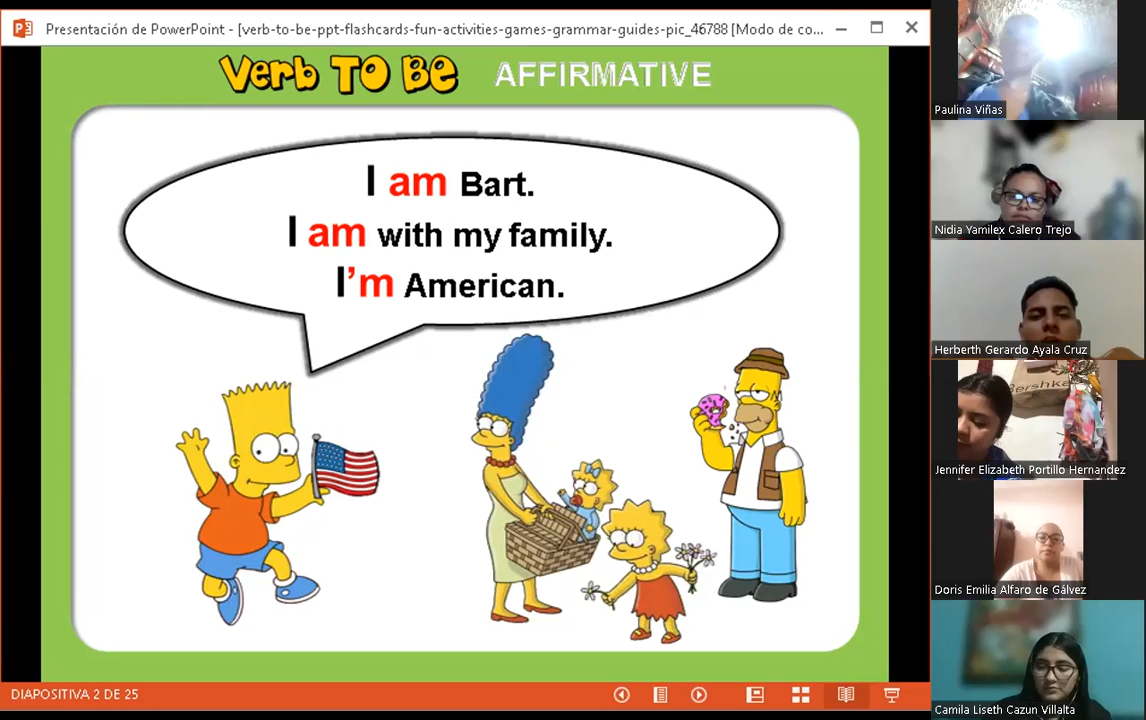 Presentación de PowerPoint - [verb-to-be-ppt-flashcards-fun-activities-games-grammar-guides-pic_46788 [Modo de co...
Verb TO Be AFFIRMATIVE
I am Bart.
I am with my family.
I'm American.
DIAPOSITIVA 2 DE 25
Paulina Viñas
Nidia Yamilex Calero Trejo
Herberth Gerardo Ayala Cruz
Bershka
Jennifer Elizabeth Portillo Hernandez
Doris Emilia Alfaro de Gálvez
Camila Liseth Cazun Villalta